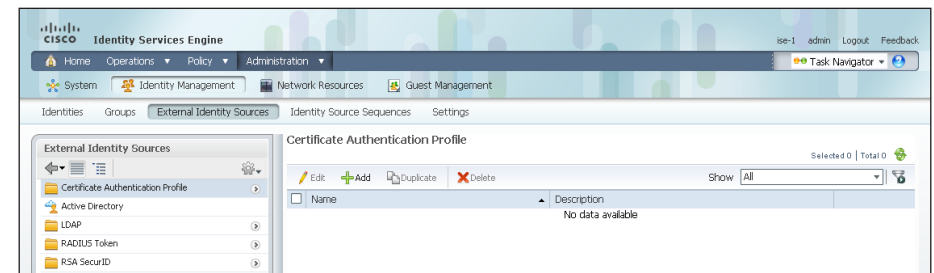 CISCO Identity Services Engine
ise-1 admin Logout Feedback
Home Operations Policy Administration
Task Navigator
System Identity Management Network Resources Guest Management
Identities Groups External Identity Sources Identity Source Sequences Settings
External Identity Sources
Certificate Authentication Profile
Active Directory
LDAP
RADIUS Token
RSA SecurID
Certificate Authentication Profile
Selected 0 | Total 0
Edit Add Duplicate Delete
Show All
Name Description
No data available